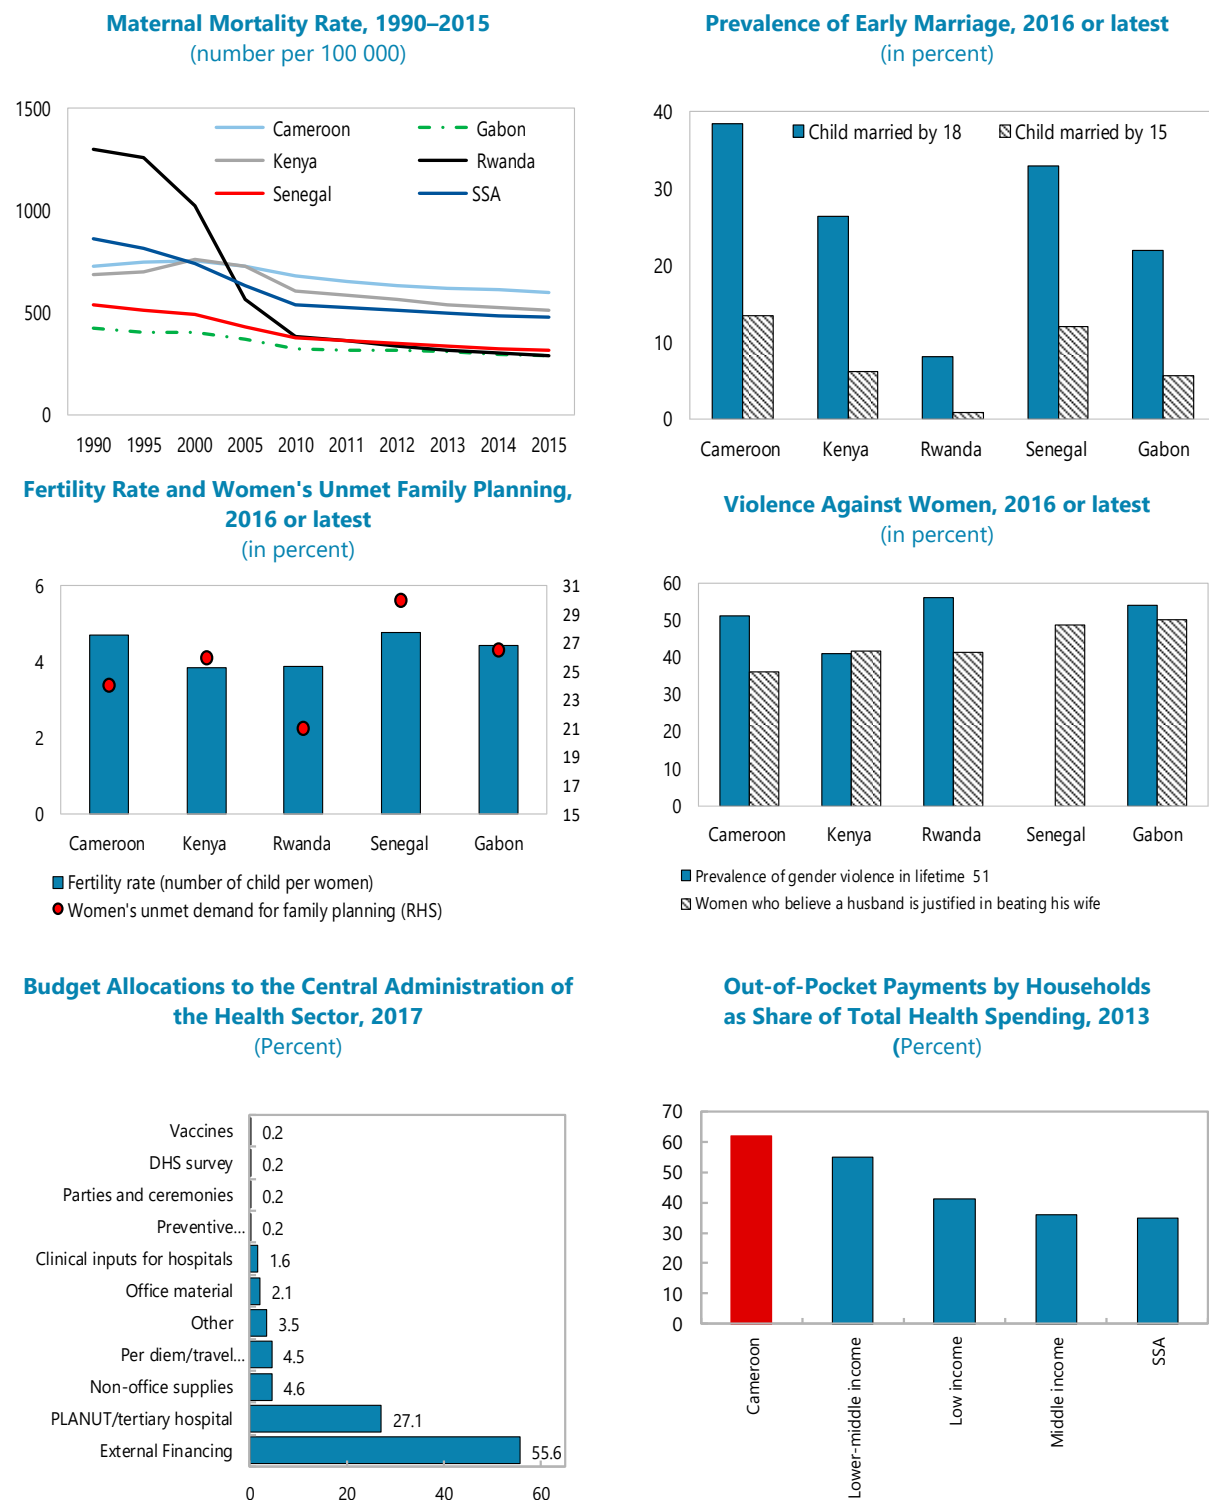 Maternal Mortality Rate, 1990–2015
(number per 100 000)
1500
1000
500
0
Cameroon
Gabon
Kenya
Rwanda
Senegal
SSA
1990 1995 2000 2005 2010 2011 2012 2013 2014 2015
Prevalence of Early Marriage, 2016 or latest
(in percent)
40
30
20
10
0
Child married by 18
Child married by 15
Cameroon Kenya Rwanda Senegal Gabon
Fertility Rate and Women's Unmet Family Planning,
2016 or latest
(in percent)
6
4
2
0
31
29
27
25
23
21
19
17
15
Cameroon Kenya Rwanda Senegal Gabon
Fertility rate (number of child per women)
Women's unmet demand for family planning (RHS)
Violence Against Women, 2016 or latest
(in percent)
60
50
40
30
20
10
0
Cameroon Kenya Rwanda Senegal Gabon
Prevalence of gender violence in lifetime 51
Women who believe a husband is justified in beating his wife
Budget Allocations to the Central Administration of
the Health Sector, 2017
(Percent)
Vaccines 0.2
DHS survey 0.2
Parties and ceremonies 0.2
Preventive... 0.2
Clinical inputs for hospitals 1.6
Office material 2.1
Other 3.5
Per diem/travel... 4.5
Non-office supplies 4.6
PLANUT/tertiary hospital 27.1
External Financing 55.6
0 20 40 60
Out-of-Pocket Payments by Households
as Share of Total Health Spending, 2013
(Percent)
70
60
50
40
30
20
10
0
Cameroon
Lower-middle income
Low income
Middle income
SSA